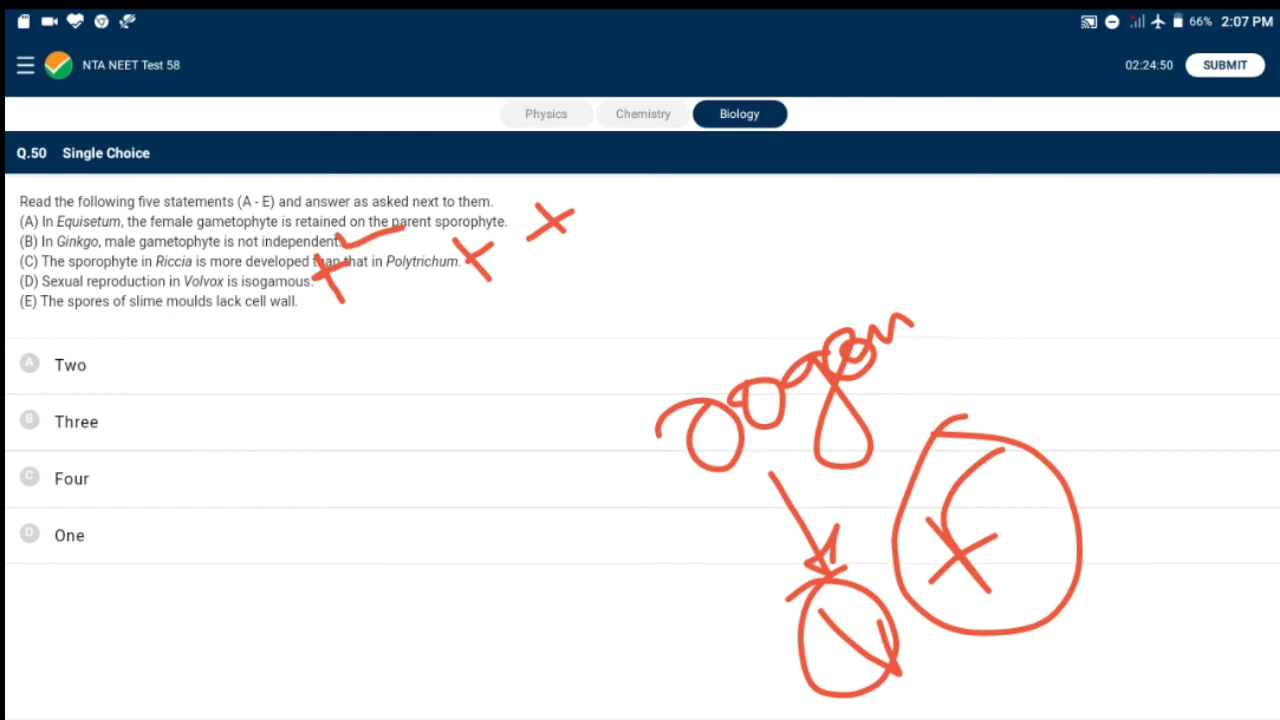 66% 2:07 PM
NTA NEET Test 58
02:24:50 SUBMIT
Physics Chemistry Biology
Q.50 Single Choice
Read the following five statements (A - E) and answer as asked next to them.
(A) In Equisetum, the female gametophyte is retained on the parent sporophyte.
(B) In Ginkgo, male gametophyte is not independent.
(C) The sporophyte in Riccia is more developed than that in Polytrichum.
(D) Sexual reproduction in Volvox is isogamous.
(E) The spores of slime moulds lack cell wall.
A Two
B Three
C Four
D One